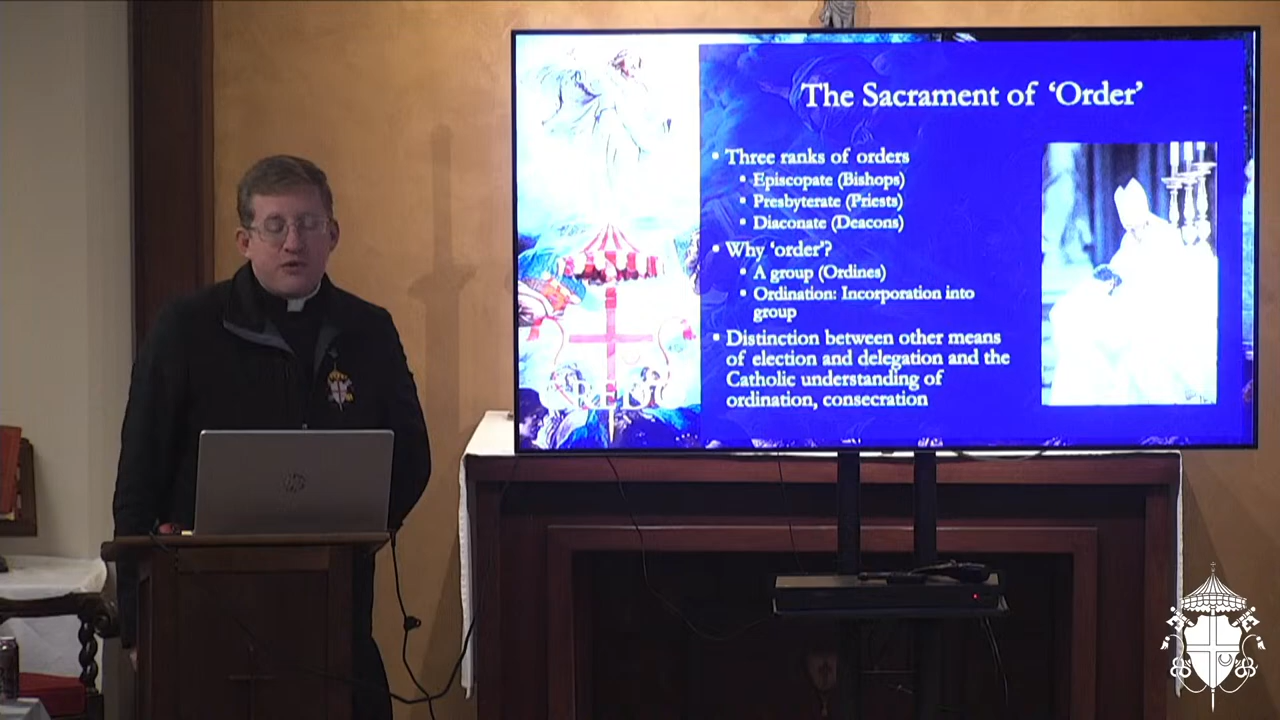 The Sacrament of ‘Order’
▪ Three ranks of orders
▪ Episcopate (Bishops)
▪ Presbyterate (Priests)
▪ Diaconate (Deacons)
▪ Why ‘order’?
▪ A group (Ordines)
▪ Ordination: Incorporation into
group
▪ Distinction between other means
of election and delegation and the
Catholic understanding of
ordination, consecration
CREDO